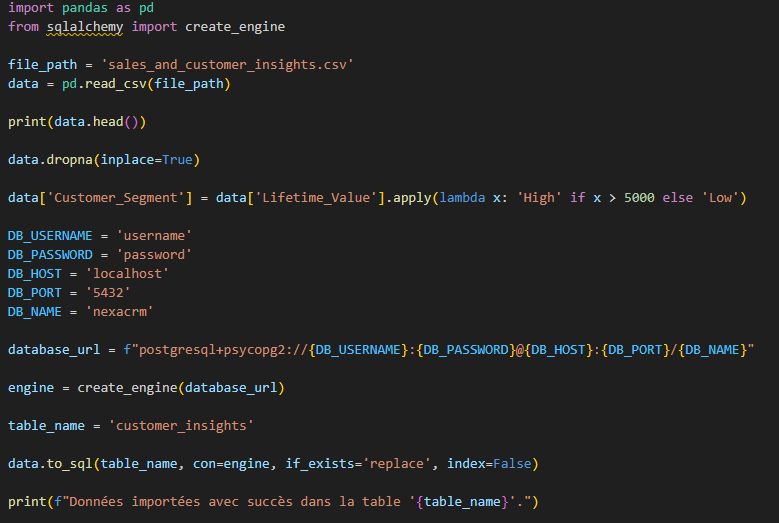 import pandas as pd
from sqlalchemy import create_engine
file_path = 'sales_and_customer_insights.csv'
data = pd.read_csv(file_path)
print(data.head())
data.dropna(inplace=True)
data['Customer_Segment'] = data['Lifetime_Value'].apply(lambda x: 'High' if x > 5000 else 'Low')
DB_USERNAME = 'username'
DB_PASSWORD = 'password'
DB_HOST = 'localhost'
DB_PORT = '5432'
DB_NAME = 'nexacrm'
database_url = f"postgresql+psycopg2://{DB_USERNAME}:{DB_PASSWORD}@{DB_HOST}:{DB_PORT}/{DB_NAME}"
engine = create_engine(database_url)
table_name = 'customer_insights'
data.to_sql(table_name, con=engine, if_exists='replace', index=False)
print(f"Données importées avec succès dans la table '{table_name}'.")